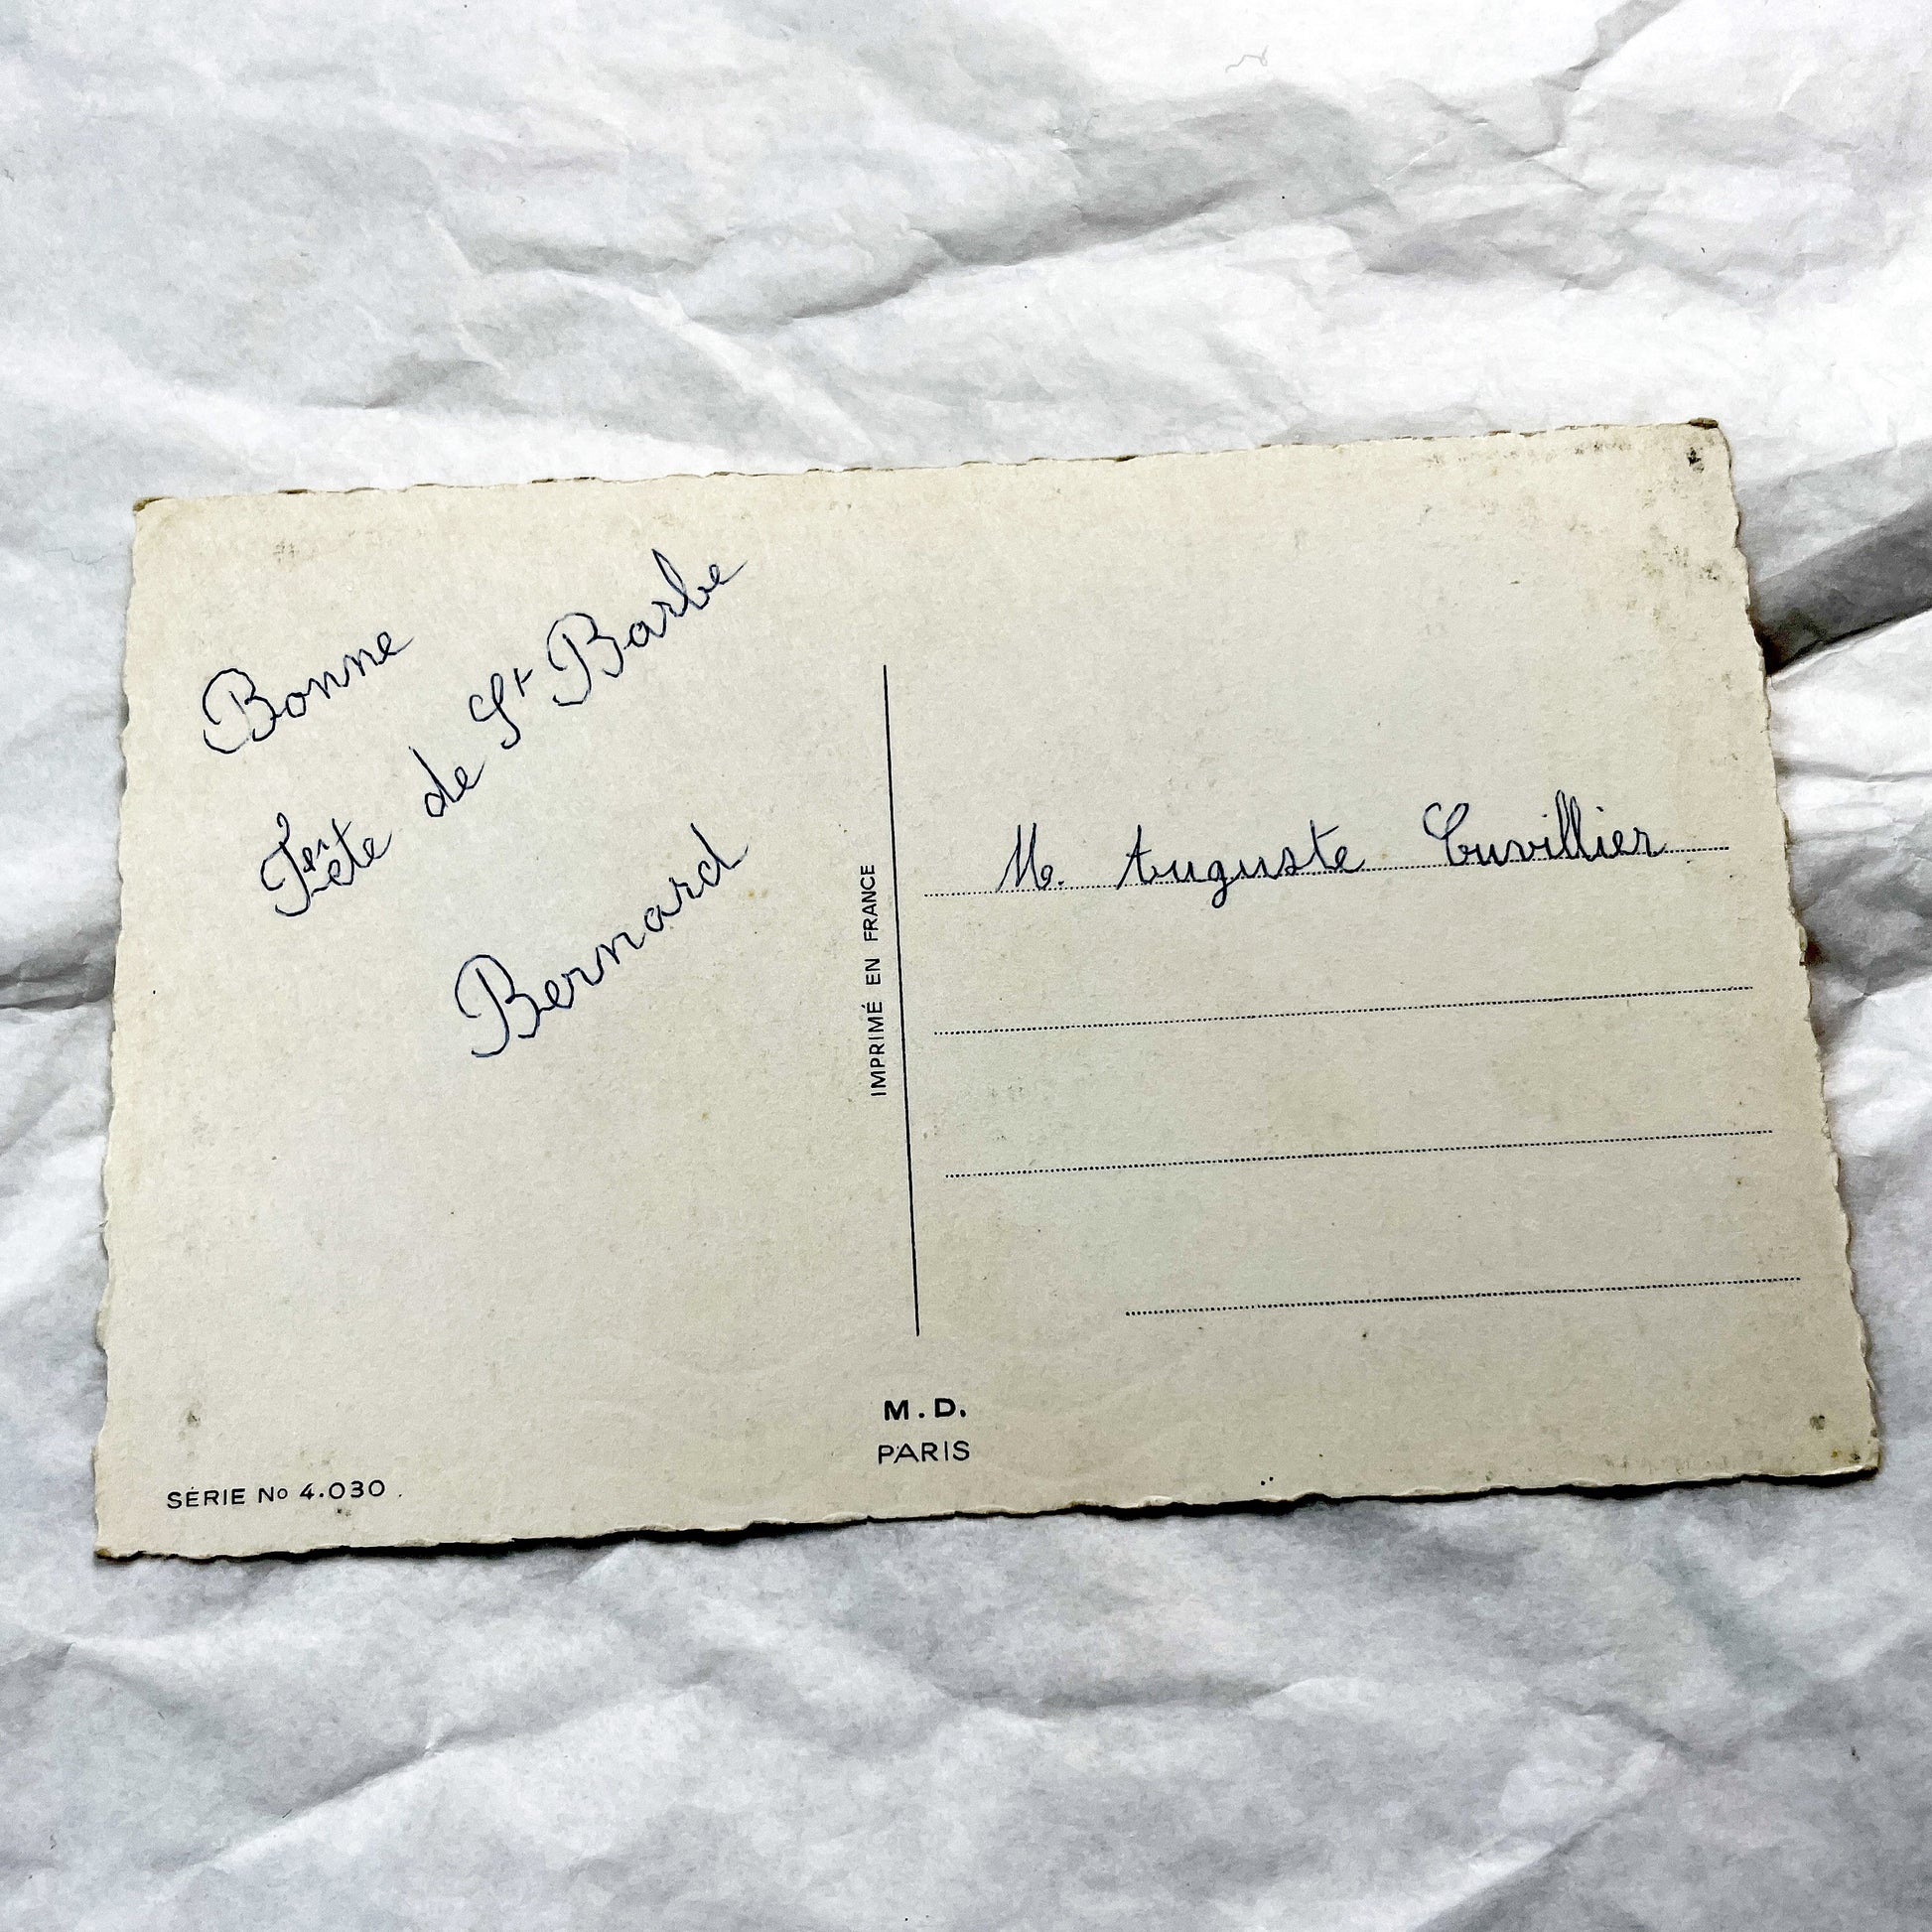 Bonne
Fête de St Barbe
Bernard
M. Auguste Cuvillier
IMPRIMÉ EN FRANCE
M.D.
PARIS
SÉRIE No 4.030